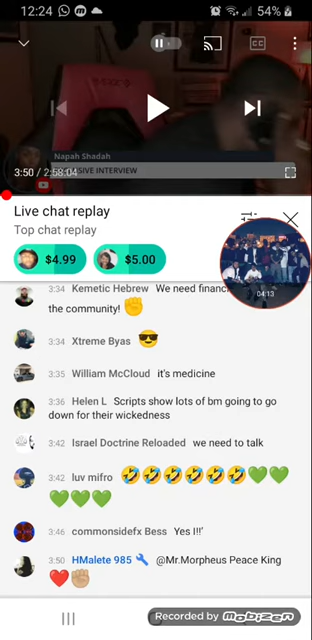 12:24
54%
CC
Napah Shadah
SIVE INTERVIEW
3:50 / 2:58:04
Live chat replay
Top chat replay
$4.99 $5.00
04:13
3:34 Kemetic Hebrew We need financ
the community!
3:34 Xtreme Byas
3:35 William McCloud it's medicine
3:36 Helen L Scripts show lots of bm going to go
down for their wickedness
3:42 Israel Doctrine Reloaded we need to talk
3:42 luv mifro
3:46 commonsidefx Bess Yes I!!'
3:50 HMalete 985 @Mr.Morpheus Peace King
Recorded by mobizen